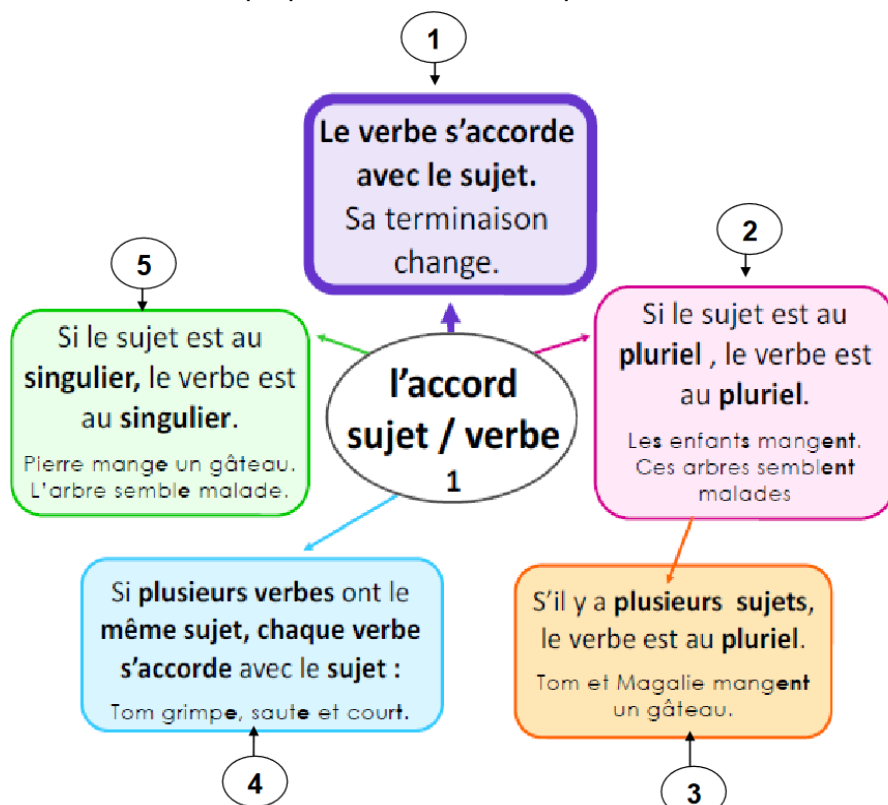 1
Le verbe s’accorde
avec le sujet.
Sa terminaison
change.
2
Si le sujet est au
pluriel , le verbe est
au pluriel.
Les enfants mangent.
Ces arbres semblent
malades
5
Si le sujet est au
singulier, le verbe est
au singulier.
Pierre mange un gâteau.
L’arbre semble malade.
l’accord
sujet / verbe
1
Si plusieurs verbes ont le
même sujet, chaque verbe
s’accorde avec le sujet :
Tom grimpe, saute et court.
4
S’il y a plusieurs sujets,
le verbe est au pluriel.
Tom et Magalie mangent
un gâteau.
3